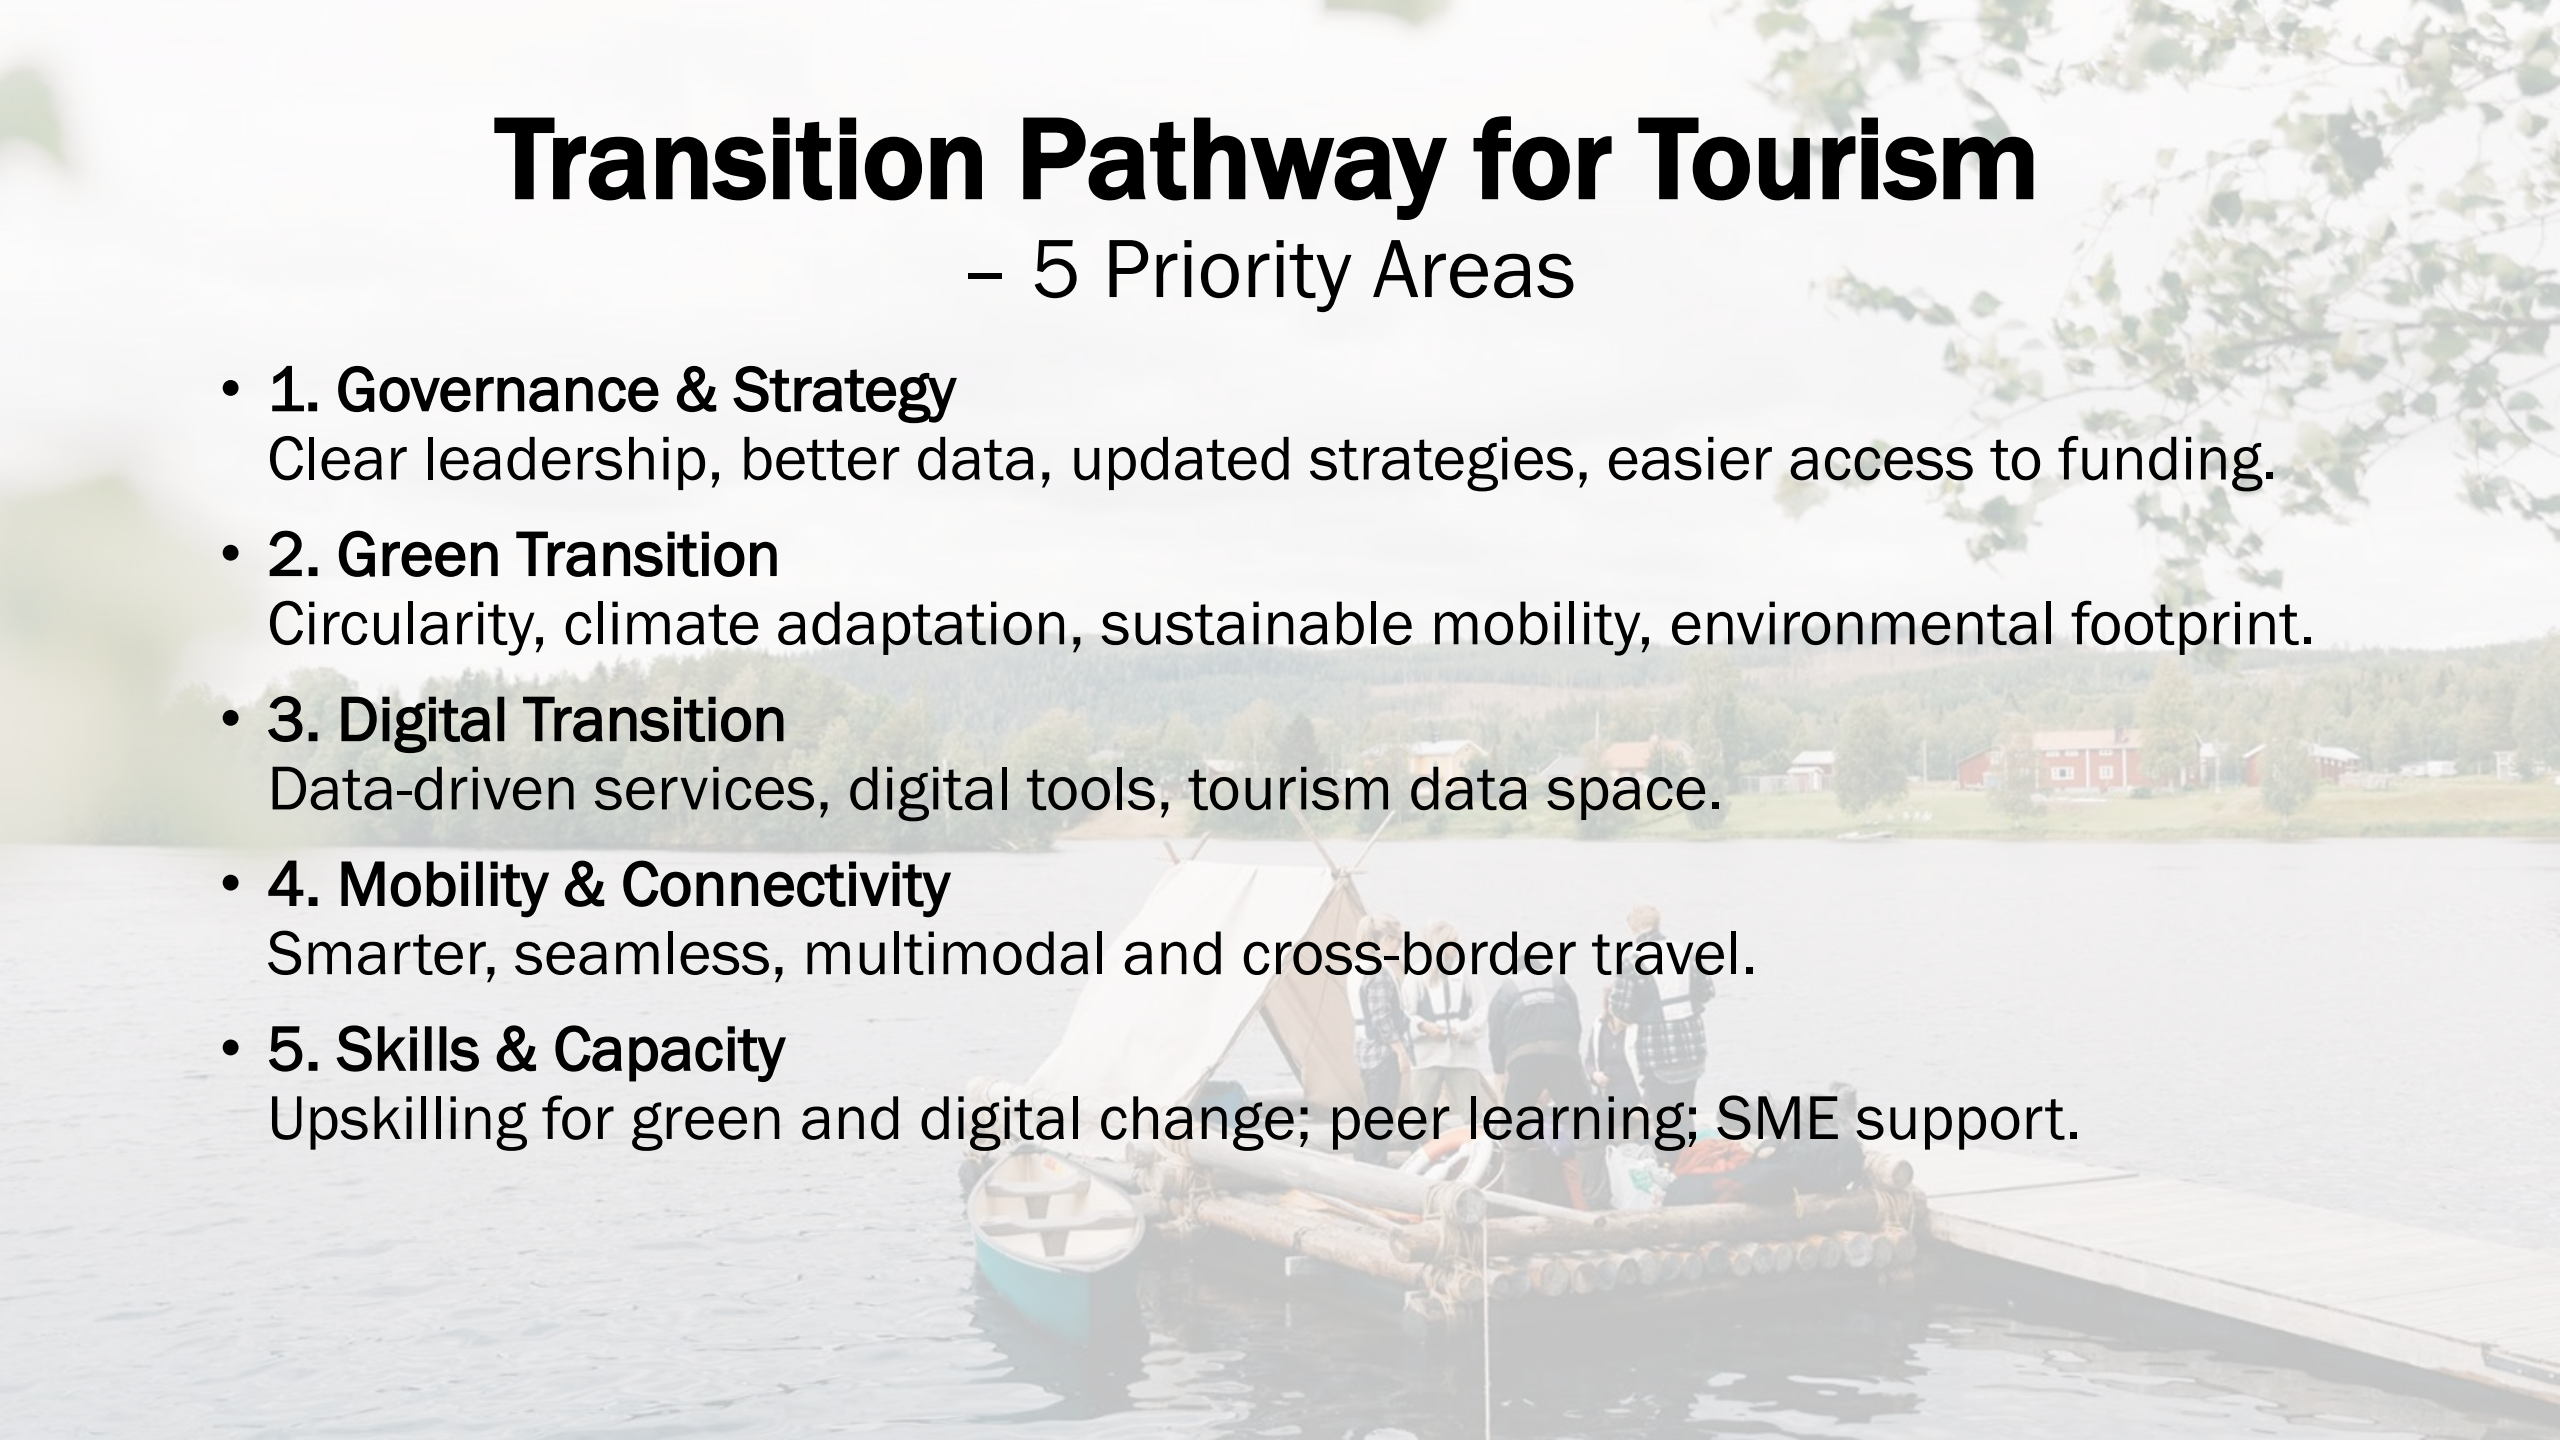 Transition Pathway for Tourism
– 5 Priority Areas
• 1. Governance & Strategy
Clear leadership, better data, updated strategies, easier access to funding.
• 2. Green Transition
Circularity, climate adaptation, sustainable mobility, environmental footprint.
• 3. Digital Transition
Data-driven services, digital tools, tourism data space.
• 4. Mobility & Connectivity
Smarter, seamless, multimodal and cross-border travel.
• 5. Skills & Capacity
Upskilling for green and digital change; peer learning; SME support.